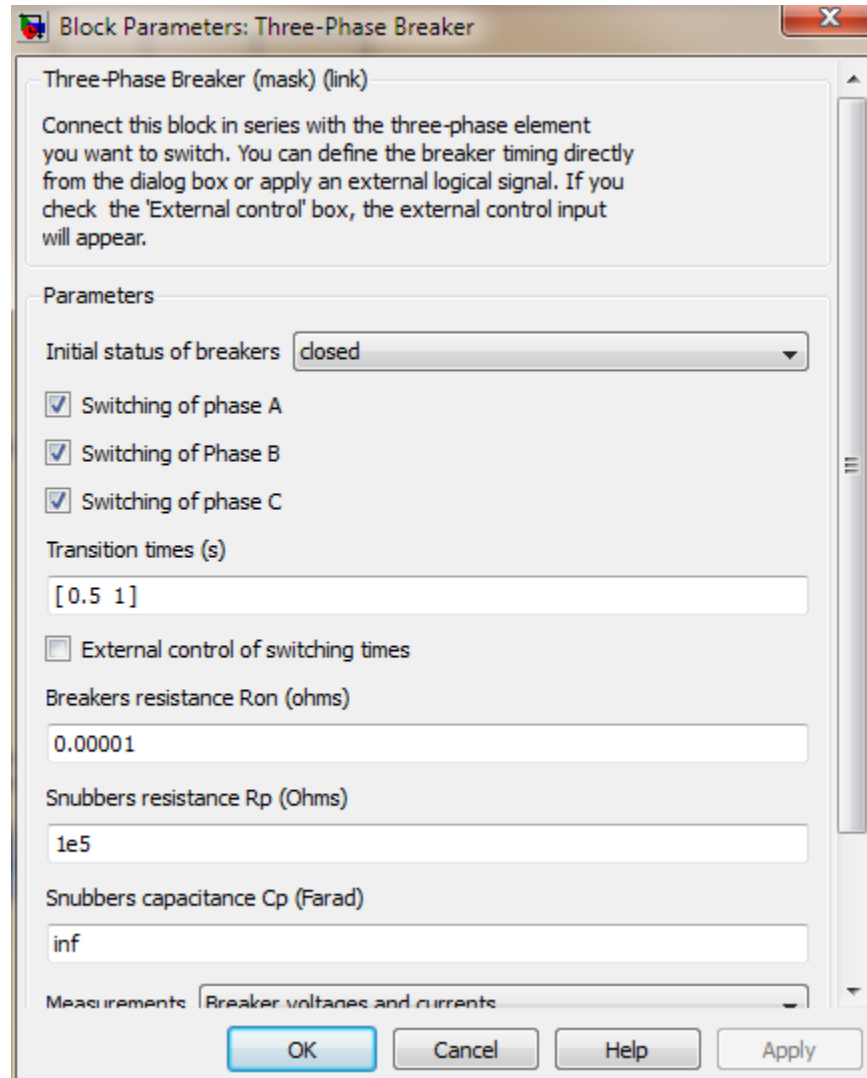 Block Parameters: Three-Phase Breaker
Three-Phase Breaker (mask) (link)
Connect this block in series with the three-phase element
you want to switch. You can define the breaker timing directly
from the dialog box or apply an external logical signal. If you
check  the 'External control' box, the external control input
will appear.
Parameters
Initial status of breakers closed
Switching of phase A
Switching of Phase B
Switching of phase C
Transition times (s)
[0.5 1]
External control of switching times
Breakers resistance Ron (ohms)
0.00001
Snubbers resistance Rp (Ohms)
1e5
Snubbers capacitance Cp (Farad)
inf
Measurements Breaker voltages and currents
OK Cancel Help Apply